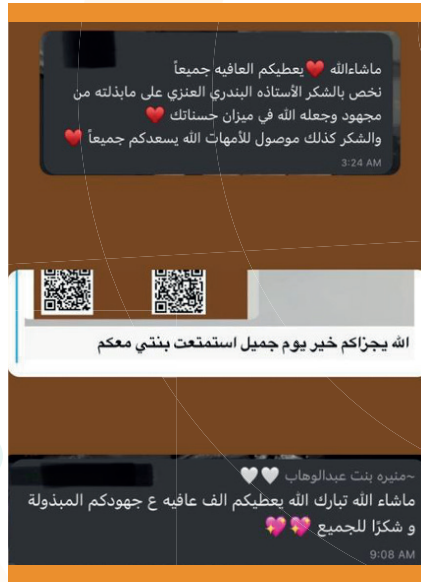 ماشاءالله ❤️ يعطيكم العافيه جميعاً
نخص بالشكر الأستاذه البندري العنزي على مابذلته من
مجهود وجعله الله في ميزان حسناتك ❤️
والشكر كذلك موصول للأمهات الله يسعدكم جميعاً ❤️
3:24 AM
الله يجزاكم خير يوم جميل استمتعت بنتي معكم
~منيره بنت عبدالوهاب 🤍🤍
ماشاء الله تبارك الله يعطيكم الف عافيه ع جهودكم المبذولة
و شكرًا للجميع 💖💖
9:08 AM